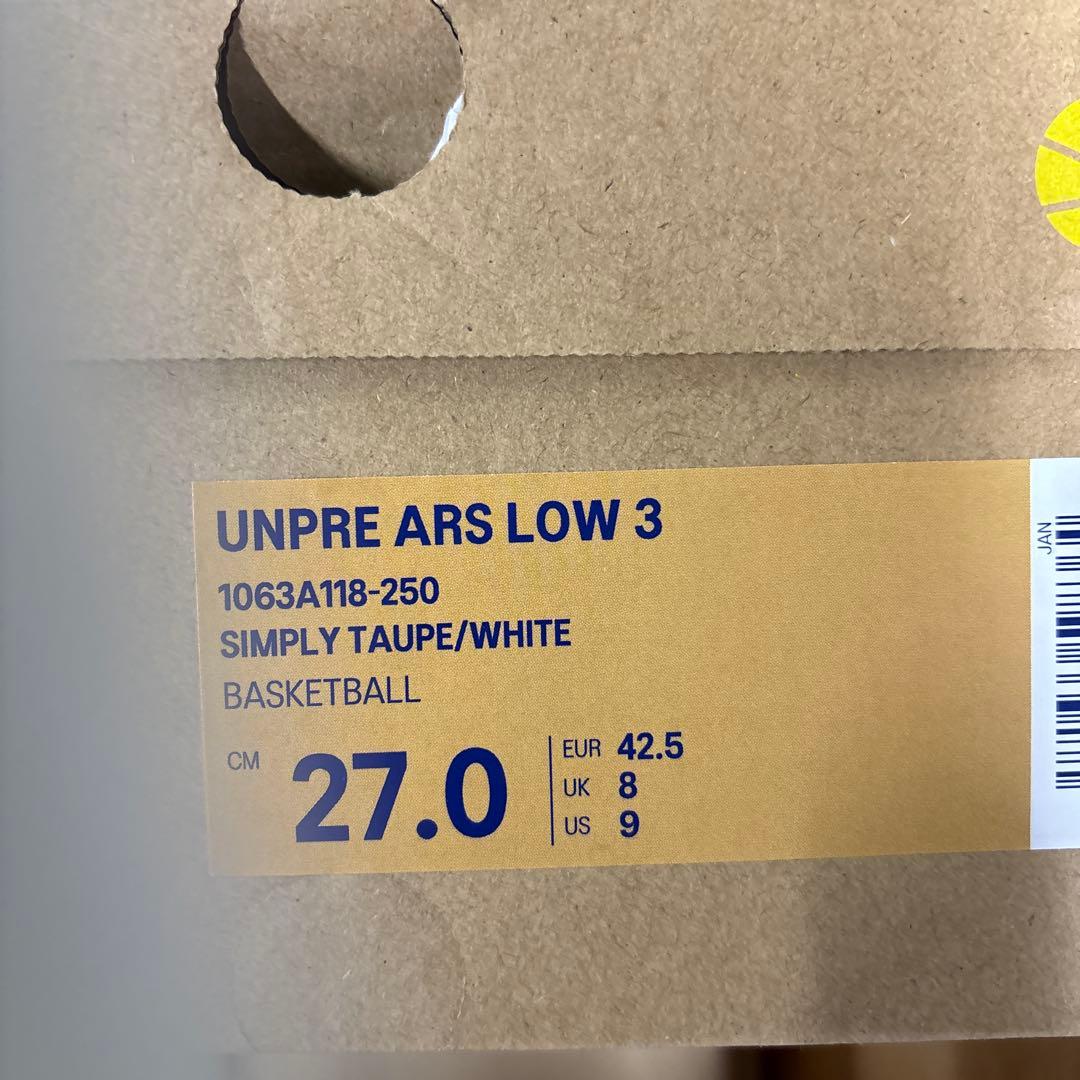 UNPRE ARS LOW 3
1063A118-250
SIMPLY TAUPE/WHITE
BASKETBALL
CM 27.0
EUR 42.5
UK 8
US 9
JAN